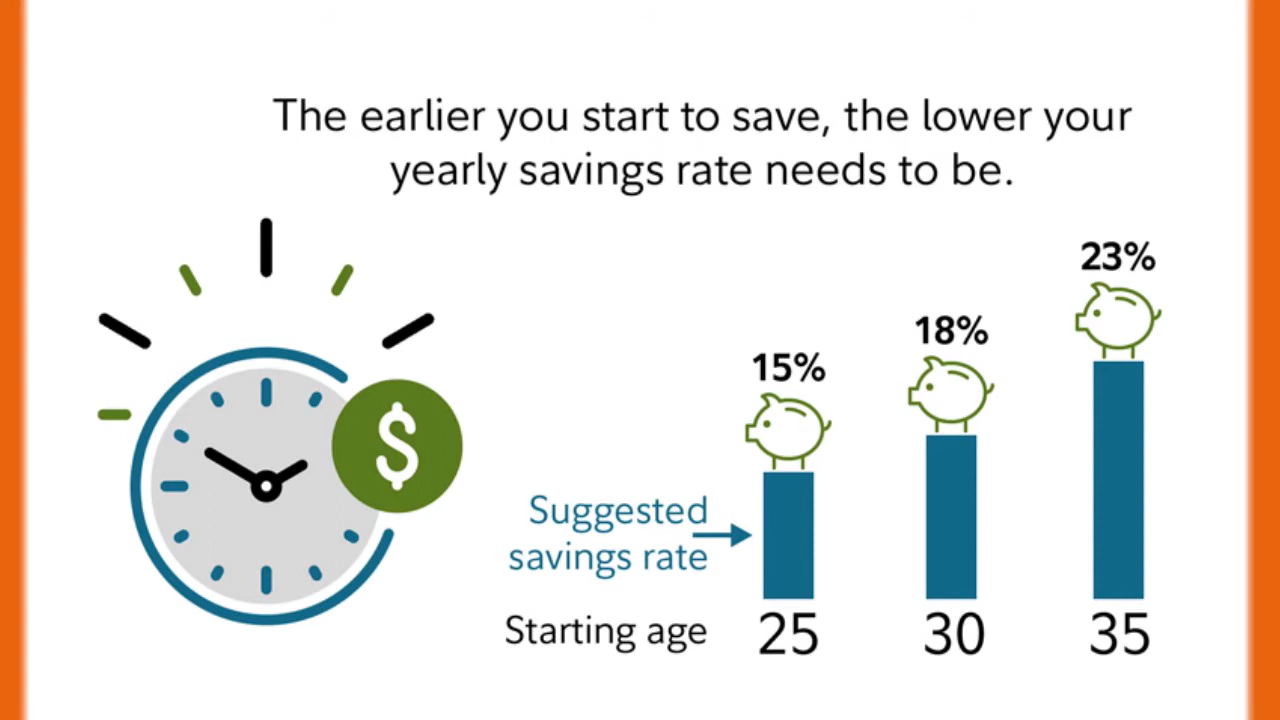 The earlier you start to save, the lower your
yearly savings rate needs to be.
23%
18%
15%
$
Suggested
savings rate
Starting age 25 30 35